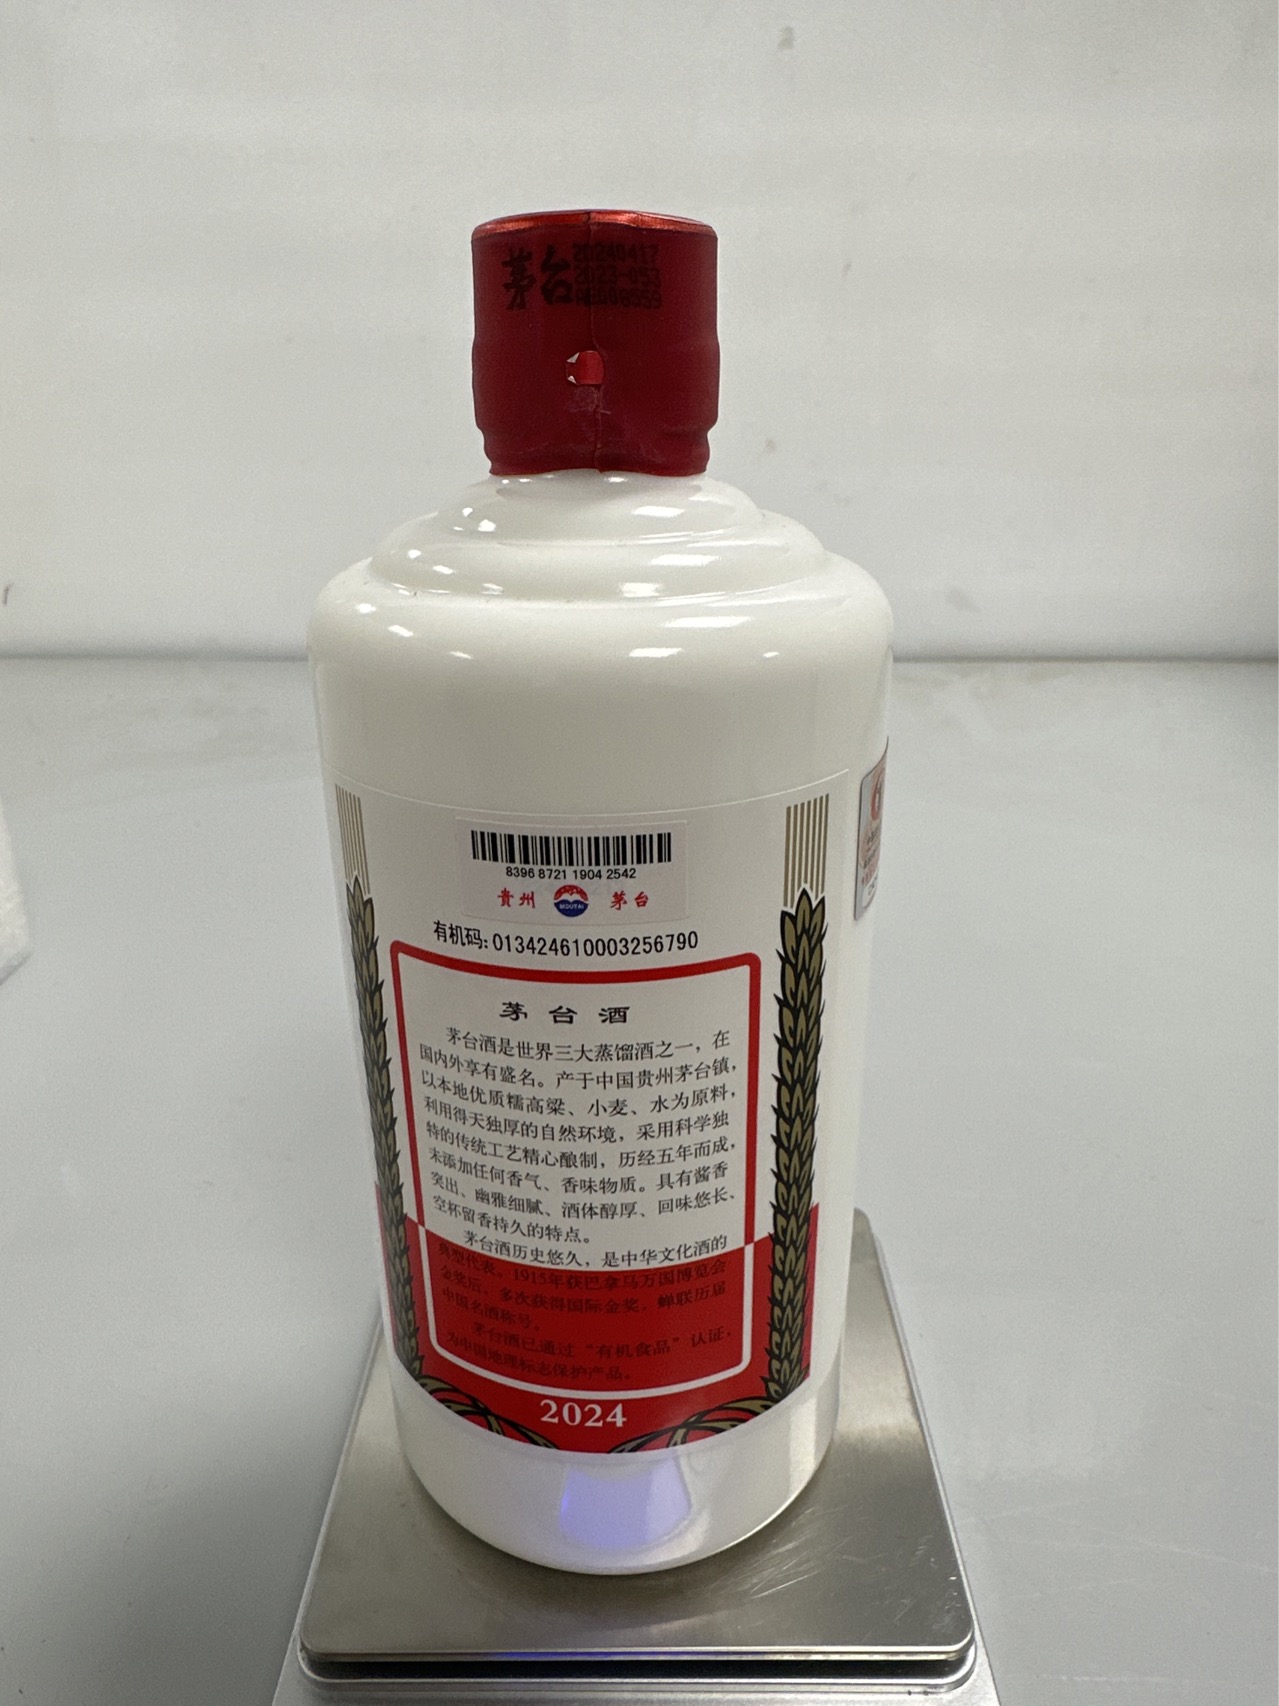 茅台
20240417
2023-053
8396 8721 1904 2542
贵州 MOUTAI 茅台
有机码:013424610003256790
茅台酒
茅台酒是世界三大蒸馏酒之一，在
国内外享有盛名。产于中国贵州茅台镇，
以本地优质糯高粱、小麦、水为原料，
利用得天独厚的自然环境，采用科学独
特的传统工艺精心酿制，历经五年而成，
未添加任何香气、香味物质。具有酱香
突出、幽雅细腻、酒体醇厚、回味悠长、
空杯留香持久的特点。
茅台酒历史悠久，是中华文化酒的
典型代表。1915年获巴拿马万国博览会
金奖后，多次获得国际金奖，蝉联历届
中国名酒称号。
茅台酒已通过“有机食品”认证，
为中国地理标志保护产品。
2024